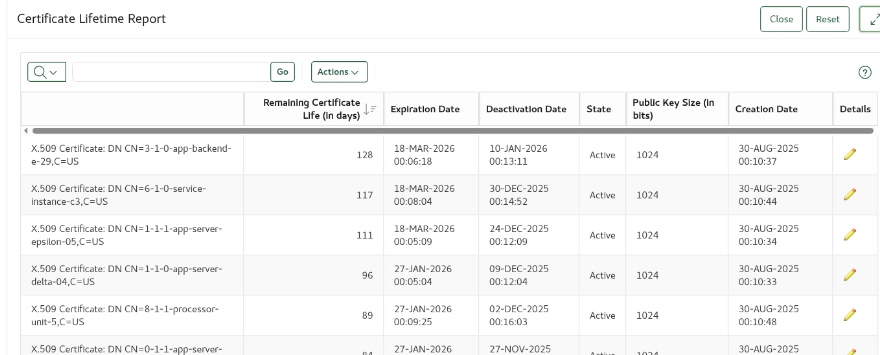 Certificate Lifetime Report
Close
Reset
Go
Actions
Remaining Certificate
Life (in days)
Expiration Date
Deactivation Date
State
Public Key Size (in
bits)
Creation Date
Details
X.509 Certificate: DN CN=3-1-0-app-backend-
e-29,C=US
128
18-MAR-2026
00:06:18
10-JAN-2026
00:13:11
Active
1024
30-AUG-2025
00:10:37
X.509 Certificate: DN CN=6-1-0-service-
instance-c3,C=US
117
18-MAR-2026
00:08:04
30-DEC-2025
00:14:52
Active
1024
30-AUG-2025
00:10:44
X.509 Certificate: DN CN=1-1-1-app-server-
epsilon-05,C=US
111
18-MAR-2026
00:05:09
24-DEC-2025
00:12:09
Active
1024
30-AUG-2025
00:10:34
X.509 Certificate: DN CN=1-1-0-app-server-
delta-04,C=US
96
27-JAN-2026
00:05:04
09-DEC-2025
00:12:04
Active
1024
30-AUG-2025
00:10:33
X.509 Certificate: DN CN=8-1-1-processor-
unit-5,C=US
89
27-JAN-2026
00:09:25
02-DEC-2025
00:16:03
Active
1024
30-AUG-2025
00:10:48
X.509 Certificate: DN CN=0-1-1-app-server-
84
27-JAN-2026
27-NOV-2025
Active
1024
30-AUG-2025